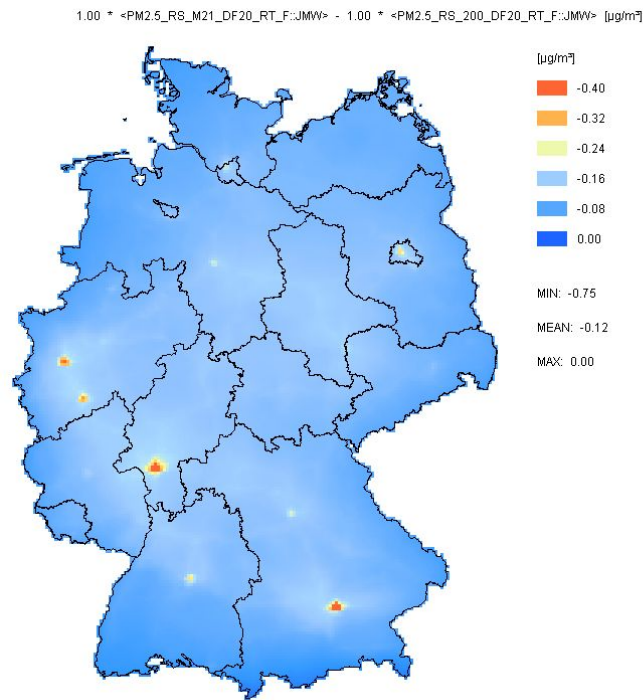 1.00 * <PM2.5_RS_M21_DF20_RT_F::JMW> - 1.00 * <PM2.5_RS_200_DF20_RT_F::JMW> [µg/m³]
[µg/m³]
-0.40
-0.32
-0.24
-0.16
-0.08
0.00
MIN: -0.75
MEAN: -0.12
MAX: 0.00